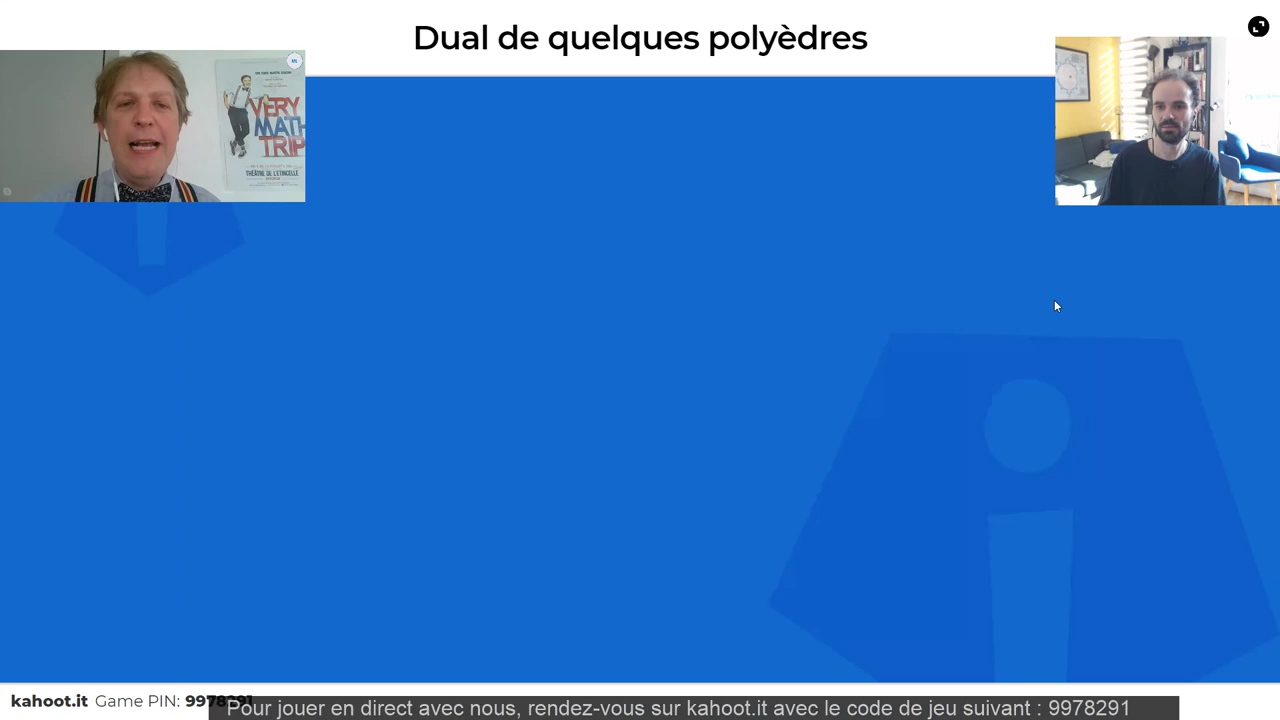 Dual de quelques polyèdres
VERY
MATH
TRIP
THÉÂTRE DE L'ÉTINCELLE
kahoot.it Game PIN: 9978291
Pour jouer en direct avec nous, rendez-vous sur kahoot.it avec le code de jeu suivant : 9978291